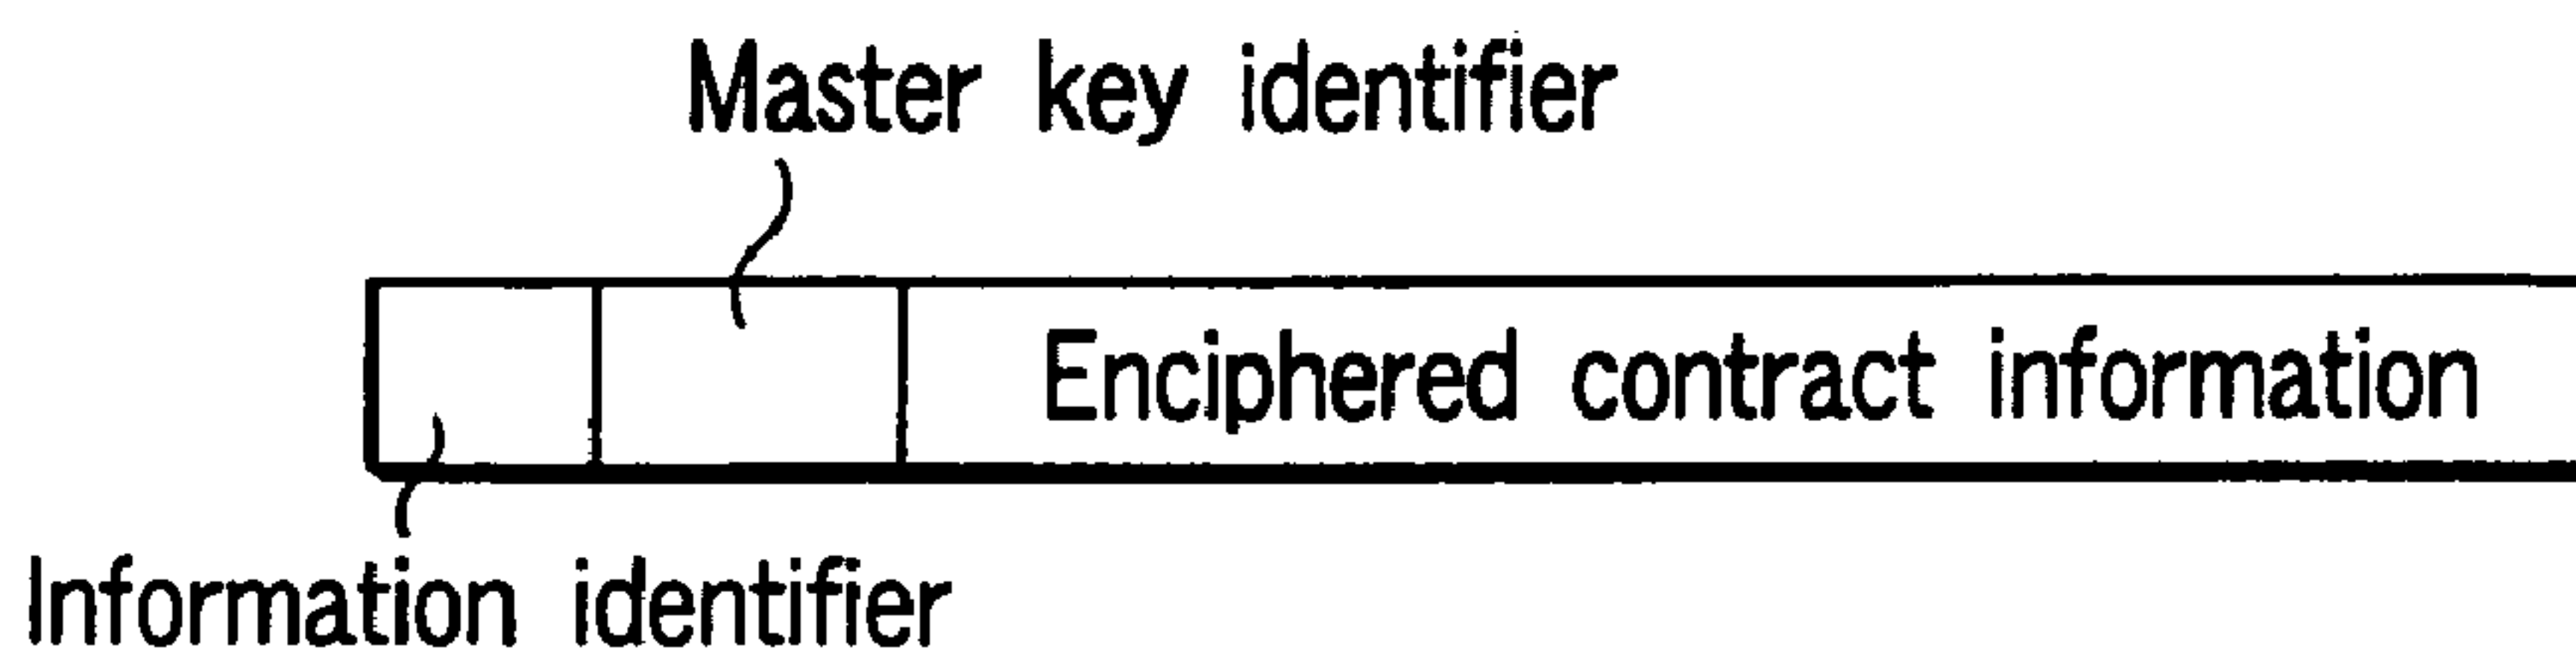 Master key identifier
Enciphered contract information
Information identifier